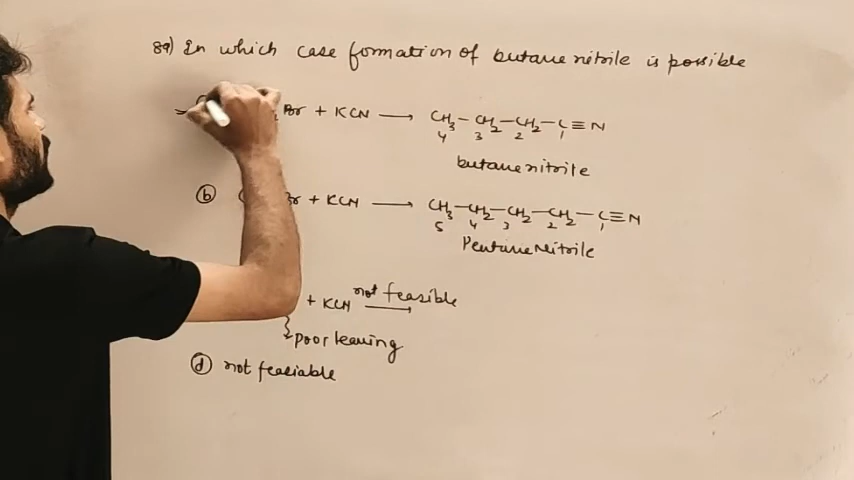 89) In which case formation of butane nitrile is possible
Br + KCN ⟶ CH3–CH2–CH2–C≡N
4 3 2 1
butane nitrile
ⓑ Br + KCN ⟶ CH3–CH2–CH2–CH2–C≡N
5 4 3 2 1
Pentane Nitrile
+ KCN not feasible ⟶
poor leaving
ⓓ not feasiable